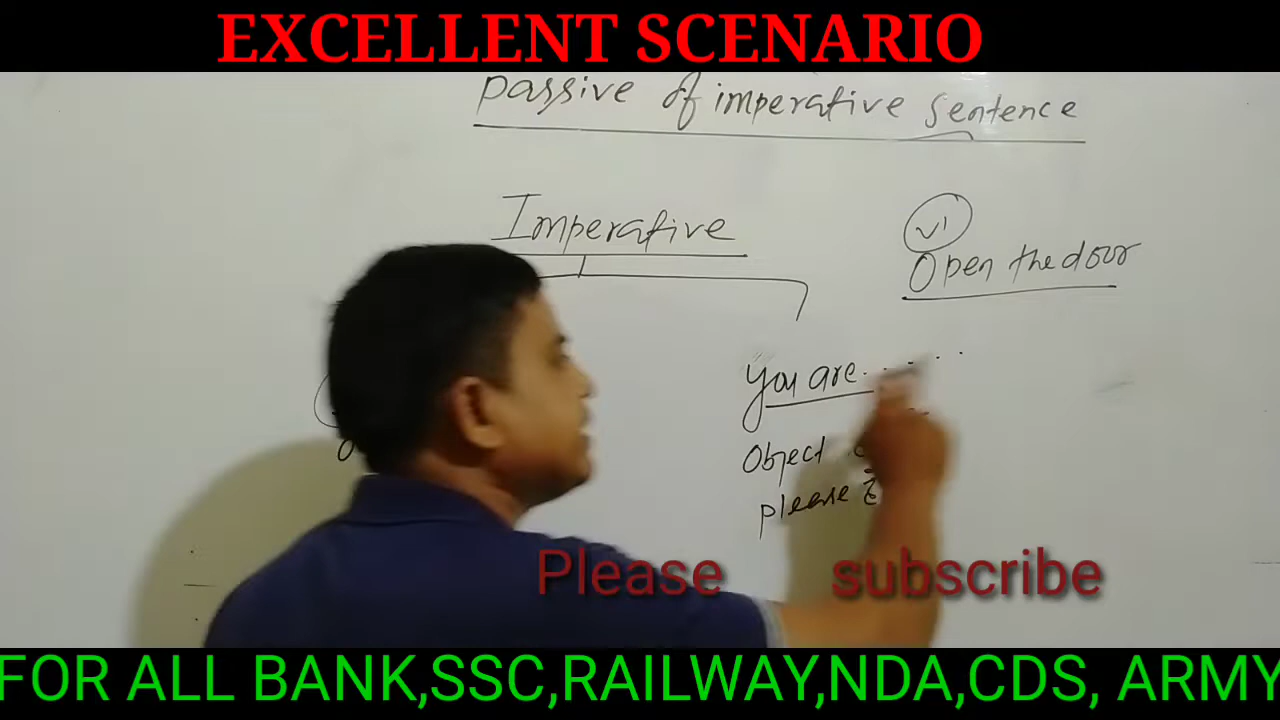 EXCELLENT SCENARIO
Passive of imperative sentence
Imperative
VI
Open the door
You are.......
Object
please
Please subscribe
FOR ALL BANK,SSC,RAILWAY,NDA,CDS, ARMY